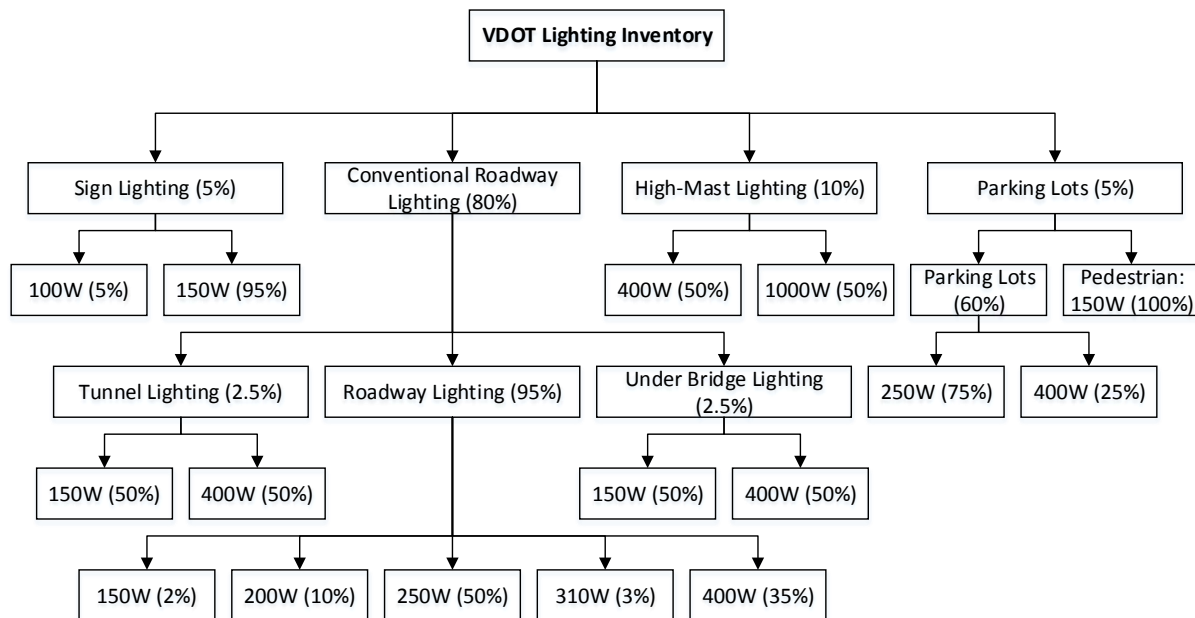 VDOT Lighting Inventory
Sign Lighting (5%)
Conventional Roadway
Lighting (80%)
High-Mast Lighting (10%)
Parking Lots (5%)
100W (5%)
150W (95%)
400W (50%)
1000W (50%)
Parking Lots
(60%)
Pedestrian:
150W (100%)
Tunnel Lighting (2.5%)
Roadway Lighting (95%)
Under Bridge Lighting
(2.5%)
250W (75%)
400W (25%)
150W (50%)
400W (50%)
150W (50%)
400W (50%)
150W (2%)
200W (10%)
250W (50%)
310W (3%)
400W (35%)